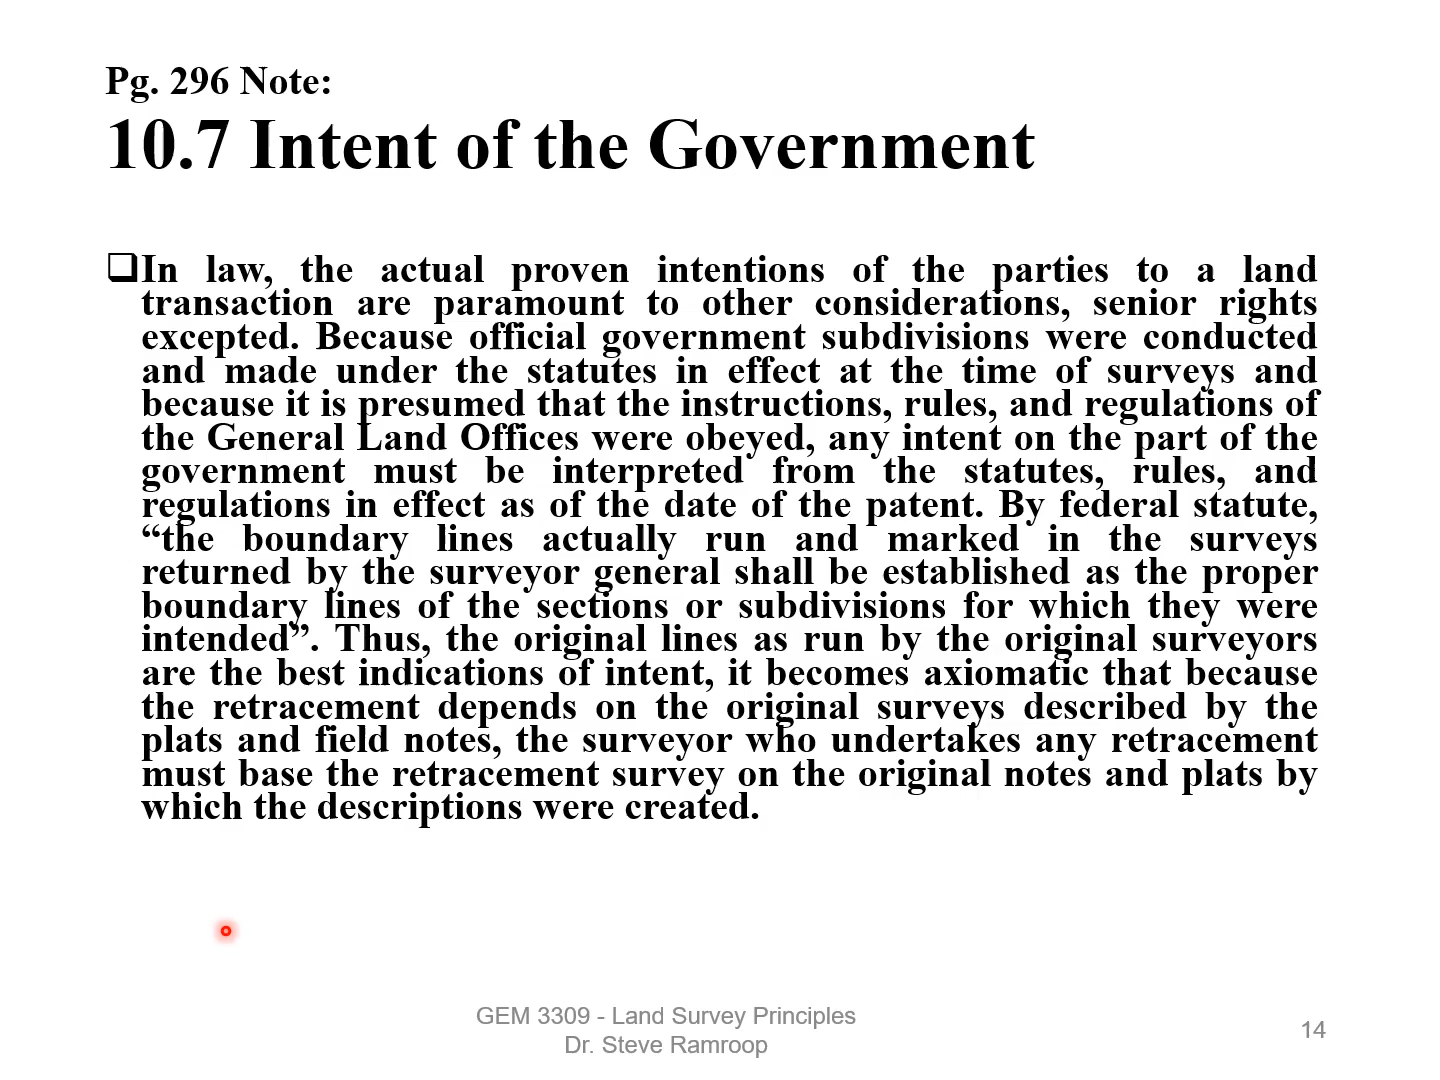 Pg. 296 Note:
10.7 Intent of the Government
In law, the actual proven intentions of the parties to a land
transaction are paramount to other considerations, senior rights
excepted. Because official government subdivisions were conducted
and made under the statutes in effect at the time of surveys and
because it is presumed that the instructions, rules, and regulations of
the General Land Offices were obeyed, any intent on the part of the
government must be interpreted from the statutes, rules, and
regulations in effect as of the date of the patent. By federal statute,
“the boundary lines actually run and marked in the surveys
returned by the surveyor general shall be established as the proper
boundary lines of the sections or subdivisions for which they were
intended”. Thus, the original lines as run by the original surveyors
are the best indications of intent, it becomes axiomatic that because
the retracement depends on the original surveys described by the
plats and field notes, the surveyor who undertakes any retracement
must base the retracement survey on the original notes and plats by
which the descriptions were created.
GEM 3309 - Land Survey Principles
Dr. Steve Ramroop
14